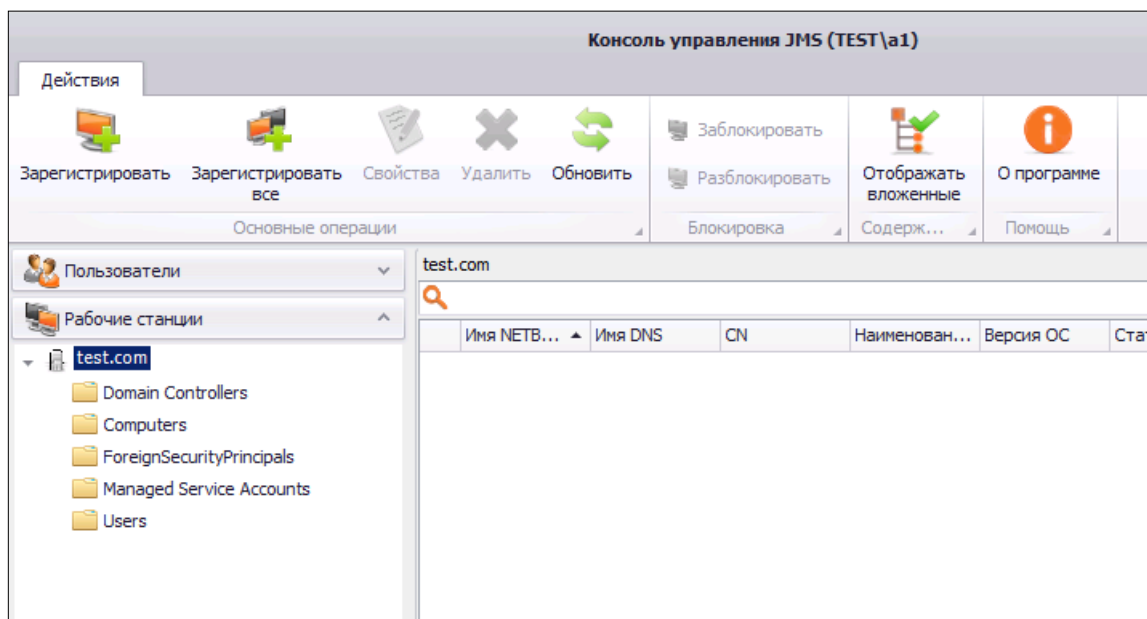 Консоль управления JMS (TEST\a1)
Действия
Зарегистрировать
Зарегистрировать все
Свойства
Удалить
Обновить
Заблокировать
Разблокировать
Отображать вложенные
О программе
Основные операции
Блокировка
Содерж...
Помощь
Пользователи
Рабочие станции
test.com
Domain Controllers
Computers
ForeignSecurityPrincipals
Managed Service Accounts
Users
test.com
Имя NETB...
Имя DNS
CN
Наименован...
Версия ОС
Ста